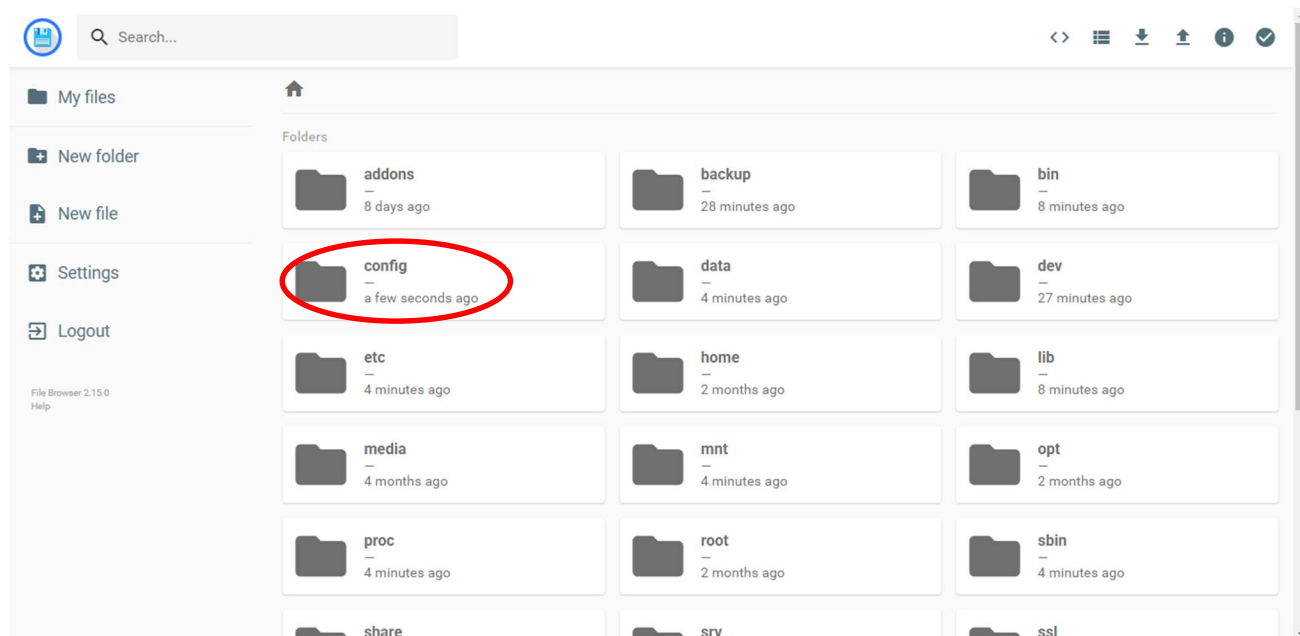 Search...
My files
New folder
New file
Settings
Logout
File Browser 2.15.0
Help
Folders
addons
—
8 days ago
backup
—
28 minutes ago
bin
—
8 minutes ago
config
—
a few seconds ago
data
—
4 minutes ago
dev
—
27 minutes ago
etc
—
4 minutes ago
home
—
2 months ago
lib
—
8 minutes ago
media
—
4 months ago
mnt
—
4 minutes ago
opt
—
2 months ago
proc
—
4 minutes ago
root
—
2 months ago
sbin
—
4 minutes ago
share
srv
ssl